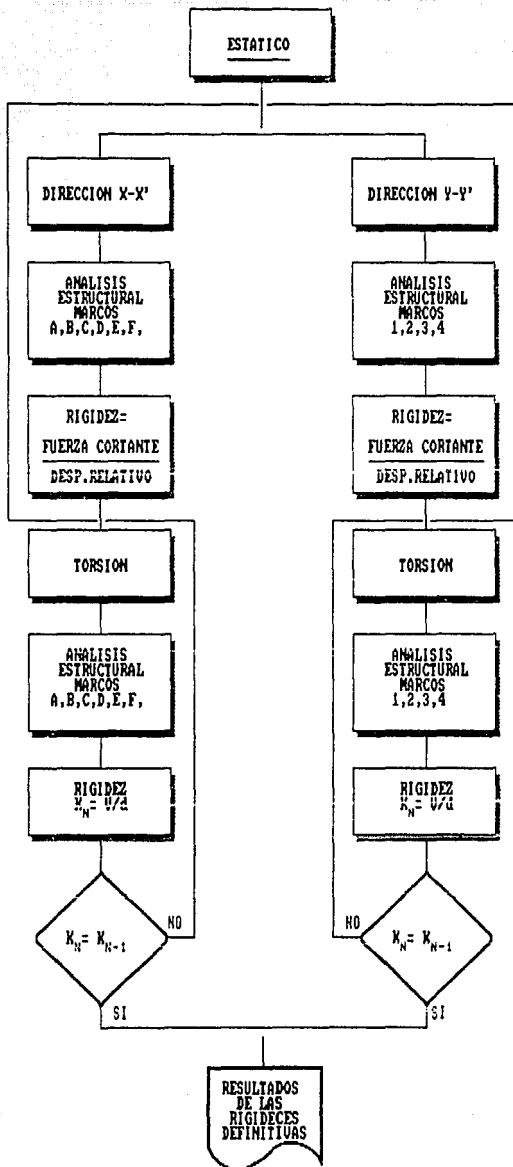 ESTATICO
DIRECCION X-X'
DIRECCION Y-Y'
ANALISIS
ESTRUCTURAL
MARCOS
A,B,C,D,E,F,
ANALISIS
ESTRUCTURAL
MARCOS
1,2,3,4
RIGIDEZ=
FUERZA CORTANTE
DESP.RELATIVO
RIGIDEZ=
FUERZA CORTANTE
DESP.RELATIVO
TORSION
TORSION
ANALISIS
ESTRUCTURAL
MARCOS
A,B,C,D,E,F,
ANALISIS
ESTRUCTURAL
MARCOS
1,2,3,4
RIGIDEZ
K_N= V/d
RIGIDEZ
K_N= V/d
NO
K_N= K_N-1
NO
K_N= K_N-1
SI
SI
RESULTADOS
DE LAS
RIGIDECES
DEFINITIVAS